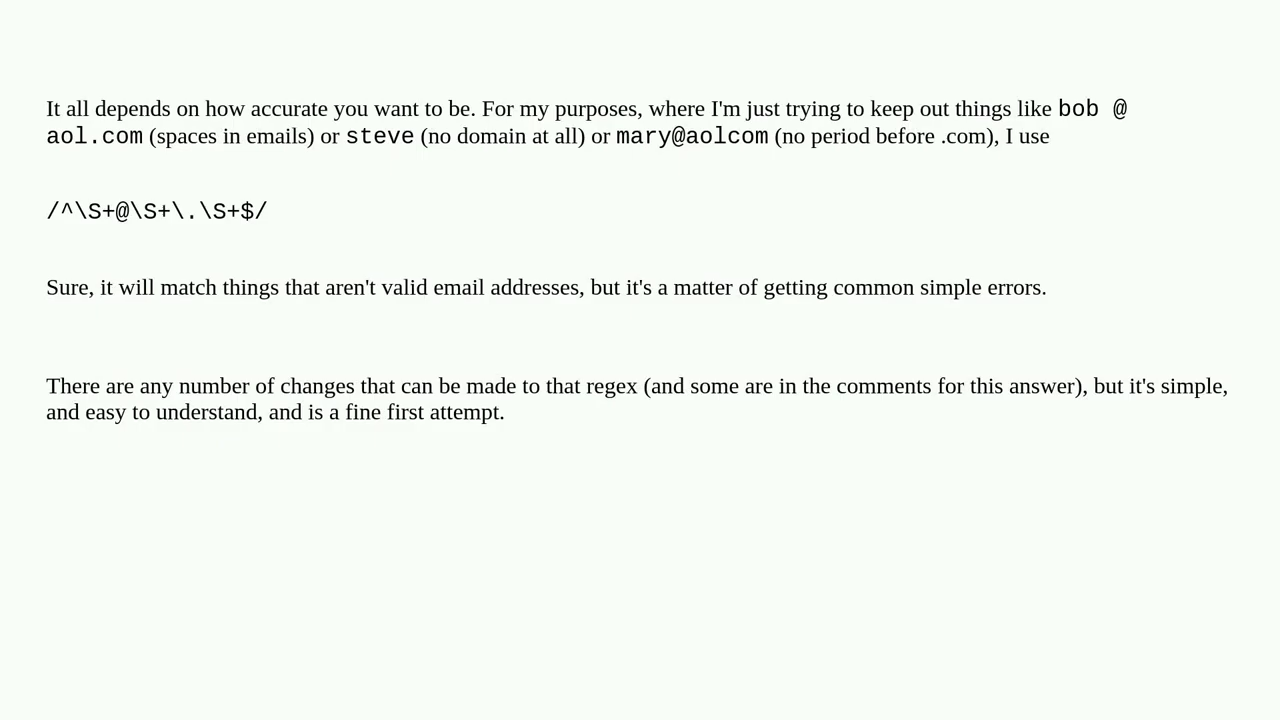 It all depends on how accurate you want to be. For my purposes, where I'm just trying to keep out things like bob @
aol.com (spaces in emails) or steve (no domain at all) or mary@aolcom (no period before .com), I use
/^\S+@\S+\.\S+$/
Sure, it will match things that aren't valid email addresses, but it's a matter of getting common simple errors.
There are any number of changes that can be made to that regex (and some are in the comments for this answer), but it's simple,
and easy to understand, and is a fine first attempt.